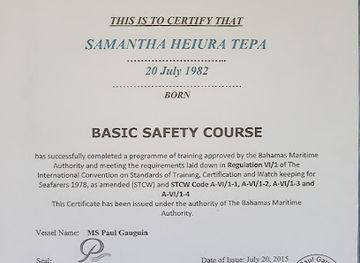 THIS IS TO CERTIFY THAT
SAMANTHA HEIURA TEPA
20 July 1982
BORN
BASIC SAFETY COURSE
has successfully completed a programme of training approved by the Bahamas Maritime
Authority and meeting the requirements laid down in Regulation VI/1 of The
International Convention on Standards of Training, Certification and Watch keeping for
Seafarers 1978, as amended (STCW) and STCW Code A-VI/1-1, A-VI/1-2, A-VI/1-3 and
A-VI/1-4
This Certificate has been issued under the authority of The Bahamas Maritime
Authority.
Vessel Name: MS Paul Gauguin
Seal:
Date of Issue: July 20, 2015